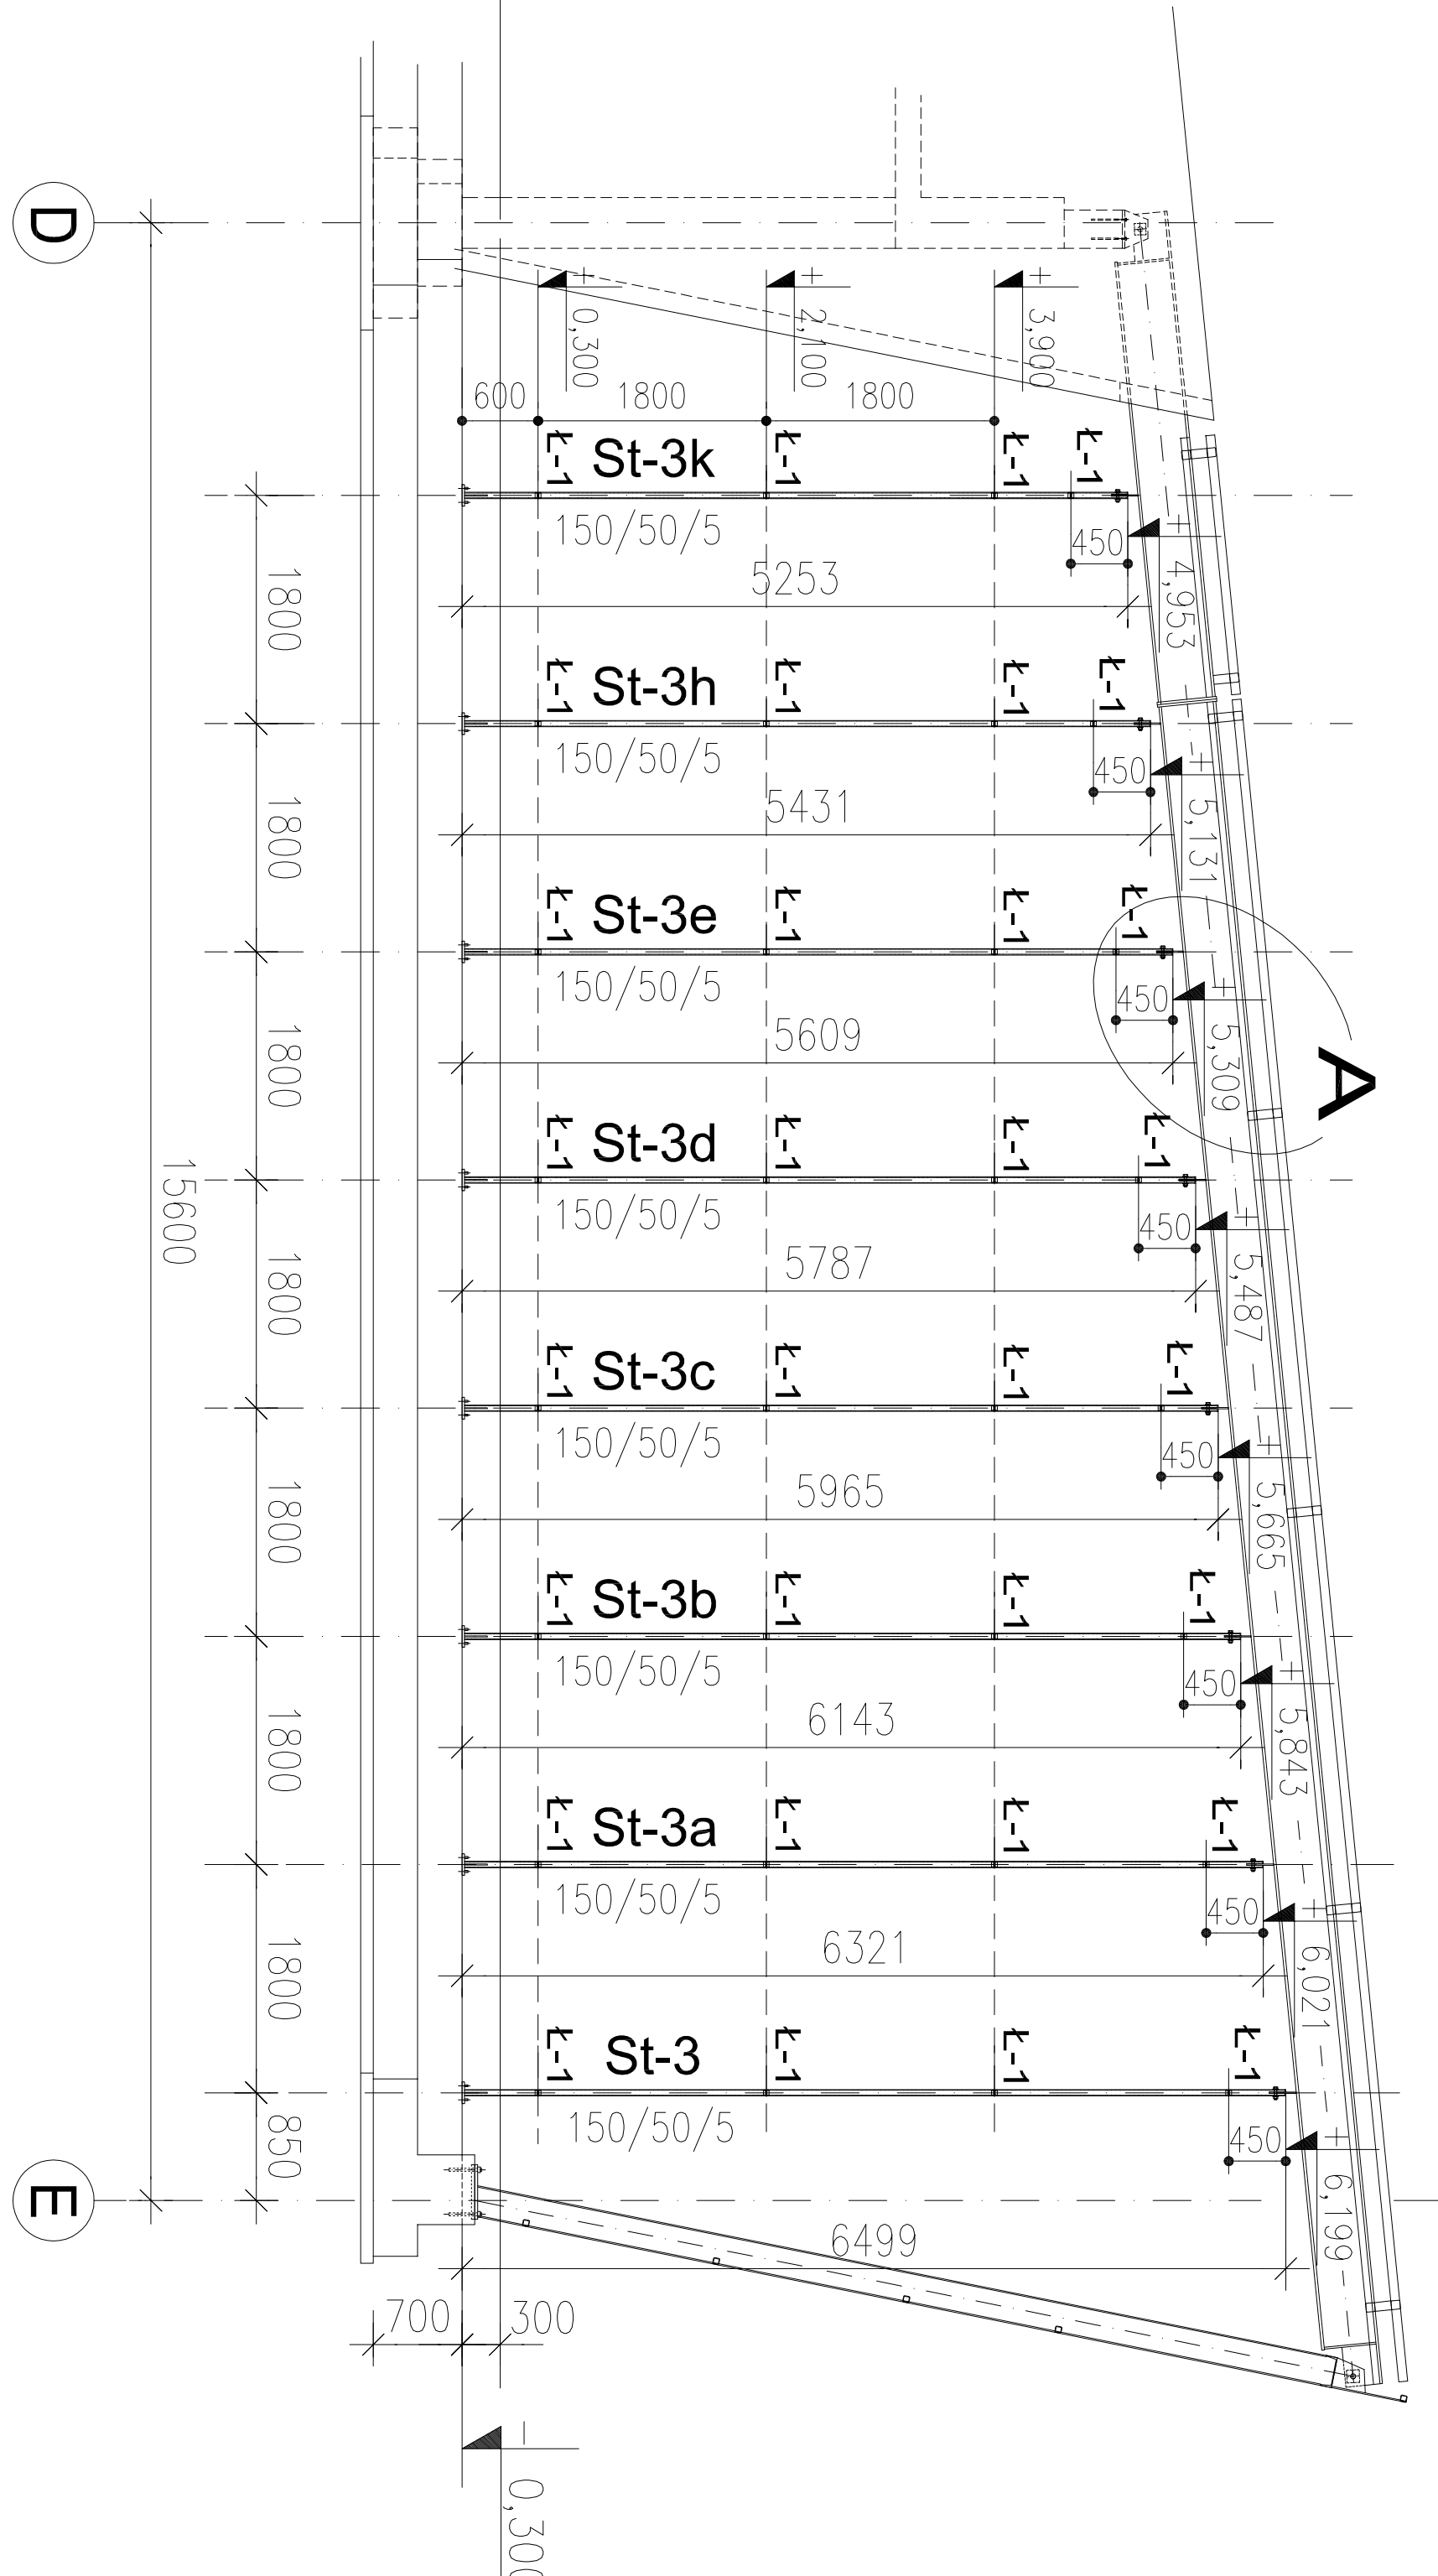 D
+
0,300
+
2,100
+
3,900
600
1800
1800
Ł-1
St-3k
Ł-1
Ł-1
Ł-1
150/50/5
450
+
4,953
5253
1800
Ł-1
St-3h
Ł-1
Ł-1
Ł-1
150/50/5
450
+
5,131
5431
1800
Ł-1
St-3e
Ł-1
Ł-1
Ł-1
150/50/5
450
+
5,309
A
5609
1800
Ł-1
St-3d
Ł-1
Ł-1
Ł-1
150/50/5
450
+
5,487
5787
15600
1800
Ł-1
St-3c
Ł-1
Ł-1
Ł-1
150/50/5
450
+
5,665
5965
1800
Ł-1
St-3b
Ł-1
Ł-1
Ł-1
150/50/5
450
+
5,843
6143
1800
Ł-1
St-3a
Ł-1
Ł-1
Ł-1
150/50/5
450
+
6,021
6321
1800
Ł-1
St-3
Ł-1
Ł-1
Ł-1
150/50/5
450
+
6,199
850
E
6499
700
300
−
0,300